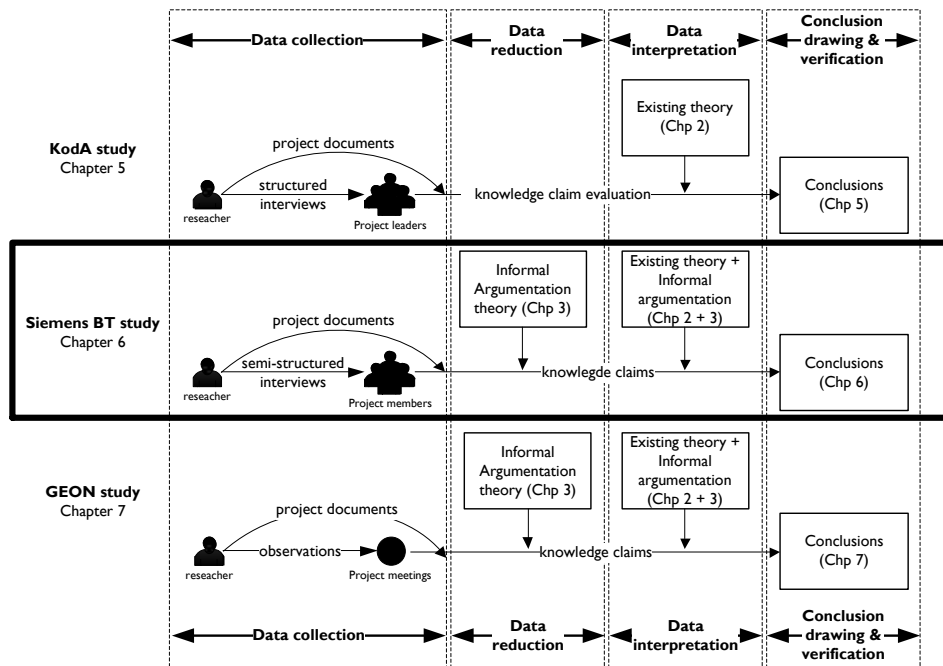 Data collection
Data
reduction
Data
interpretation
Conclusion
drawing &
verification
KodA study
Chapter 5
project documents
structured
interviews
reseacher
Project leaders
knowledge claim evaluation
Existing theory
(Chp 2)
Conclusions
(Chp 5)
Siemens BT study
Chapter 6
project documents
semi-structured
interviews
reseacher
Project members
Informal
Argumentation
theory (Chp 3)
Existing theory +
Informal
argumentation
(Chp 2 + 3)
knowlegde claims
Conclusions
(Chp 6)
GEON study
Chapter 7
project documents
observations
reseacher
Project meetings
Informal
Argumentation
theory (Chp 3)
Existing theory +
Informal
argumentation
(Chp 2 + 3)
knowledge claims
Conclusions
(Chp 7)
Data collection
Data
reduction
Data
interpretation
Conclusion
drawing &
verification